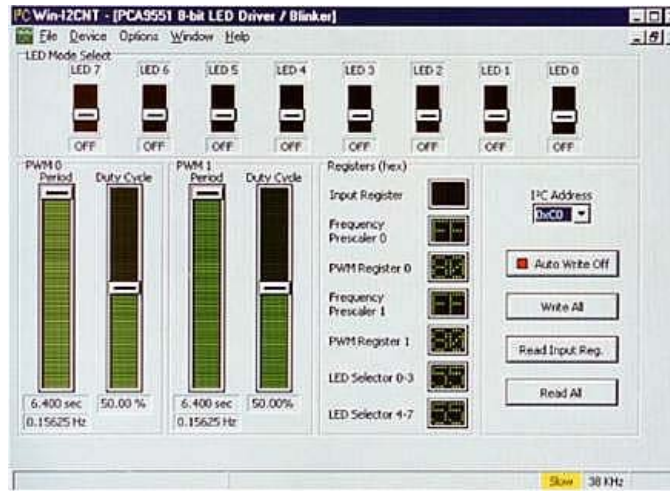 I²C Win-I2CNT - [PCA9551 8-bit LED Driver / Blinker]
File Device Options Window Help
LED Mode Select
LED 7 LED 6 LED 5 LED 4 LED 3 LED 2 LED 1 LED 0
OFF OFF OFF OFF OFF OFF OFF OFF
PWM 0
Period Duty Cycle
6.400 sec 50.00 %
0.15625 Hz
PWM 1
Period Duty Cycle
6.400 sec 50.00%
0.15625 Hz
Registers (hex)
Input Register
Frequency
Prescaler 0
PWM Register 0
Frequency
Prescaler 1
PWM Register 1
LED Selector 0-3
LED Selector 4-7
I²C Address
0xC0
Auto Write Off
Write All
Read Input Reg.
Read All
Slow 38 KHz